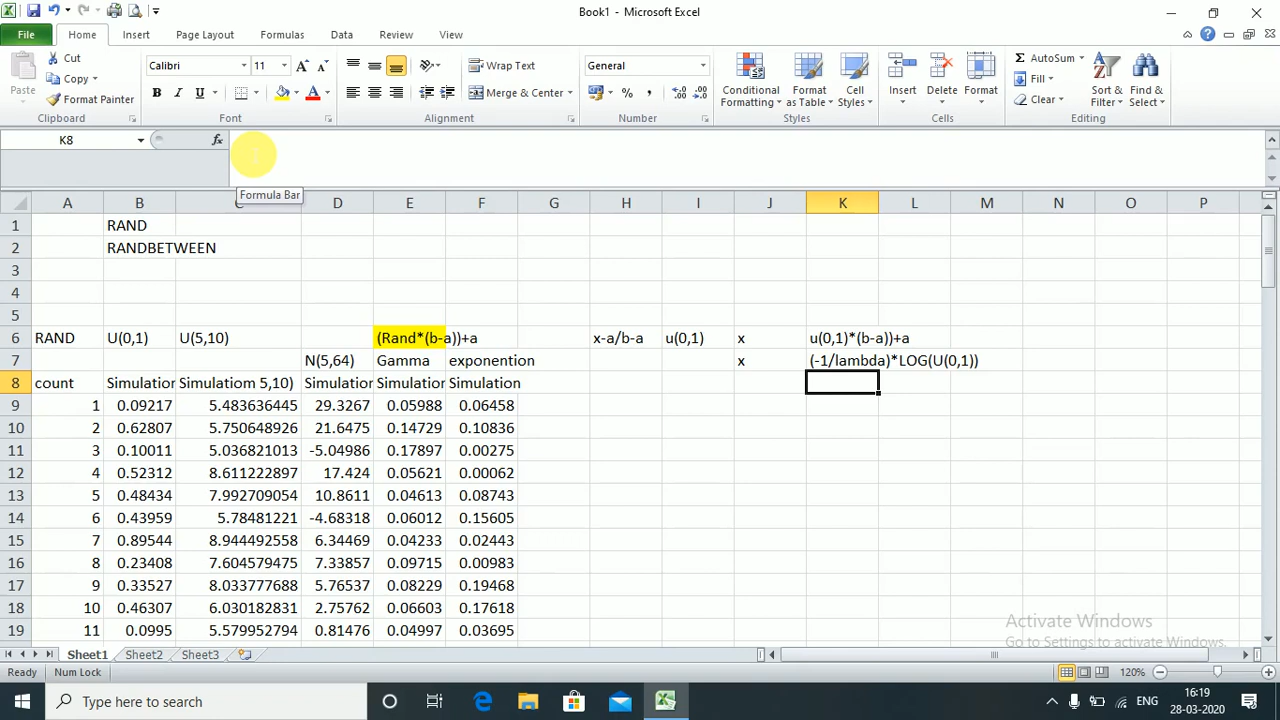 Book1 - Microsoft Excel
File Home Insert Page Layout Formulas Data Review View
Cut
Copy
Format Painter
Paste
Clipboard
Calibri 11
B I U
Font
Wrap Text
Merge & Center
Alignment
General
Number
Conditional Formatting
Format as Table
Cell Styles
Styles
Insert
Delete
Format
Cells
AutoSum
Fill
Clear
Sort & Filter
Find & Select
Editing
K8 fx
Formula Bar
A B C D E F G H I J K L M N O P
1 RAND
2 RANDBETWEEN
3
4
5
6 RAND U(0,1) U(5,10) (Rand*(b-a))+a x-a/b-a u(0,1) x u(0,1)*(b-a))+a
7 N(5,64) Gamma exponention x (-1/lambda)*LOG(U(0,1))
8 count Simulation Simulatiom 5,10) Simulation Simulation Simulation
9 1 0.09217 5.483636445 29.3267 0.05988 0.06458
10 2 0.62807 5.750648926 21.6475 0.14729 0.10836
11 3 0.10011 5.036821013 -5.04986 0.17897 0.00275
12 4 0.52312 8.611222897 17.424 0.05621 0.00062
13 5 0.48434 7.992709054 10.8611 0.04613 0.08743
14 6 0.43959 5.78481221 -4.68318 0.06012 0.15605
15 7 0.89544 8.944492558 6.34469 0.04233 0.02443
16 8 0.23408 7.604579475 7.33857 0.09715 0.00983
17 9 0.33527 8.033777688 5.76537 0.08229 0.19468
18 10 0.46307 6.030182831 2.75762 0.06603 0.17618
19 11 0.0995 5.579952794 0.81476 0.04997 0.03695
Activate Windows
Go to Settings to activate Windows.
Sheet1 Sheet2 Sheet3
Ready Num Lock 120%
Type here to search
ENG
16:19
28-03-2020